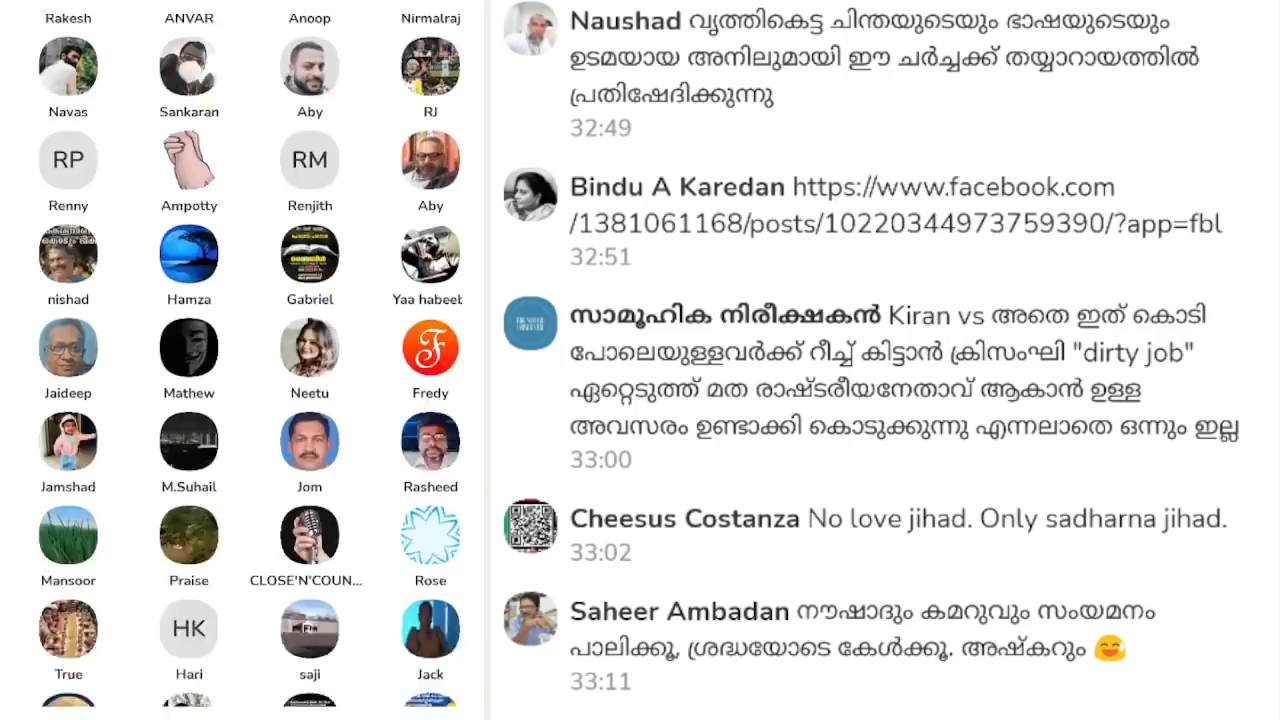 Rakesh ANVAR Anoop Nirmalraj
Navas Sankaran Aby RJ
RP RM
Renny Ampotty Renjith Aby
nishad Hamza Gabriel Yaa habeeb
Jaideep Mathew Neetu Fredy
Jamshad M.Suhail Jom Rasheed
Mansoor Praise CLOSE'N'COUN... Rose
HK
True Hari saji Jack
Naushad വൃത്തികെട്ട ചിന്തയുടെയും ഭാഷയുടെയും
ഉടമയായ അനിലുമായി ഈ ചർച്ചക്ക് തയ്യാറായത്തിൽ
പ്രതിഷേദിക്കുന്നു
32:49
Bindu A Karedan https://www.facebook.com
/1381061168/posts/10220344973759390/?app=fbl
32:51
സാമൂഹിക നിരീക്ഷകൻ Kiran vs അതെ ഇത് കൊടി
പോലെയുള്ളവർക്ക് റീച്ച് കിട്ടാൻ ക്രിസംഘി "dirty job"
ഏറ്റെടുത്ത് മത രാഷ്ടരീയനേതാവ് ആകാൻ ഉള്ള
അവസരം ഉണ്ടാക്കി കൊടുക്കുന്നു എന്നലാതെ ഒന്നും ഇല്ല
33:00
Cheesus Costanza No love jihad. Only sadharna jihad.
33:02
Saheer Ambadan നൗഷാദും കമറുവും സംയമനം
പാലിക്കൂ, ശ്രദ്ധയോടെ കേൾക്കൂ. അഷ്കറും 😅
33:11